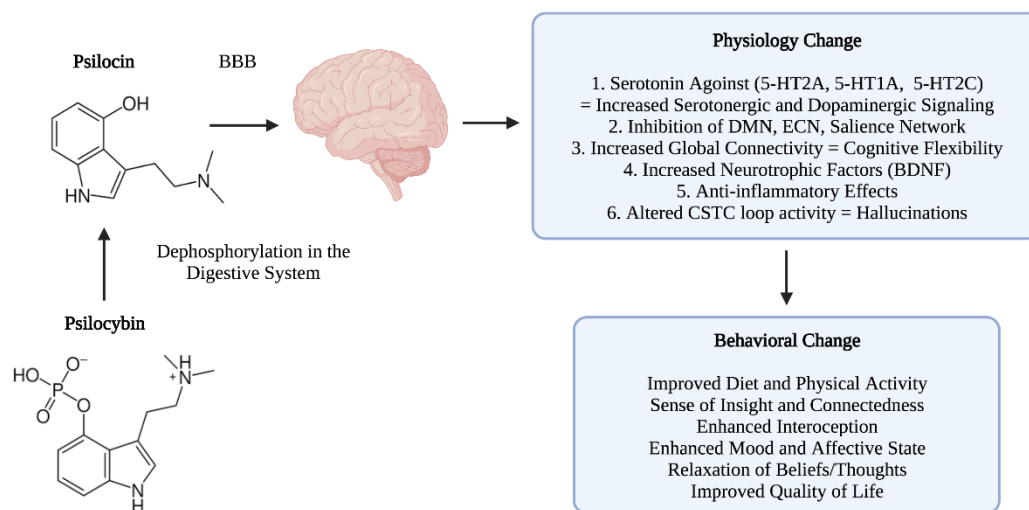 Psilocin
BBB
OH
N
HN
Dephosphorylation in the
Digestive System
Psilocybin
O⁻
HO
P
O
O
H
N
+
N
H
Physiology Change
1. Serotonin Agoinst (5-HT2A, 5-HT1A, 5-HT2C)
= Increased Serotonergic and Dopaminergic Signaling
2. Inhibition of DMN, ECN, Salience Network
3. Increased Global Connectivity = Cognitive Flexibility
4. Increased Neurotrophic Factors (BDNF)
5. Anti-inflammatory Effects
6. Altered CSTC loop activity = Hallucinations
Behavioral Change
Improved Diet and Physical Activity
Sense of Insight and Connectedness
Enhanced Interoception
Enhanced Mood and Affective State
Relaxation of Beliefs/Thoughts
Improved Quality of Life